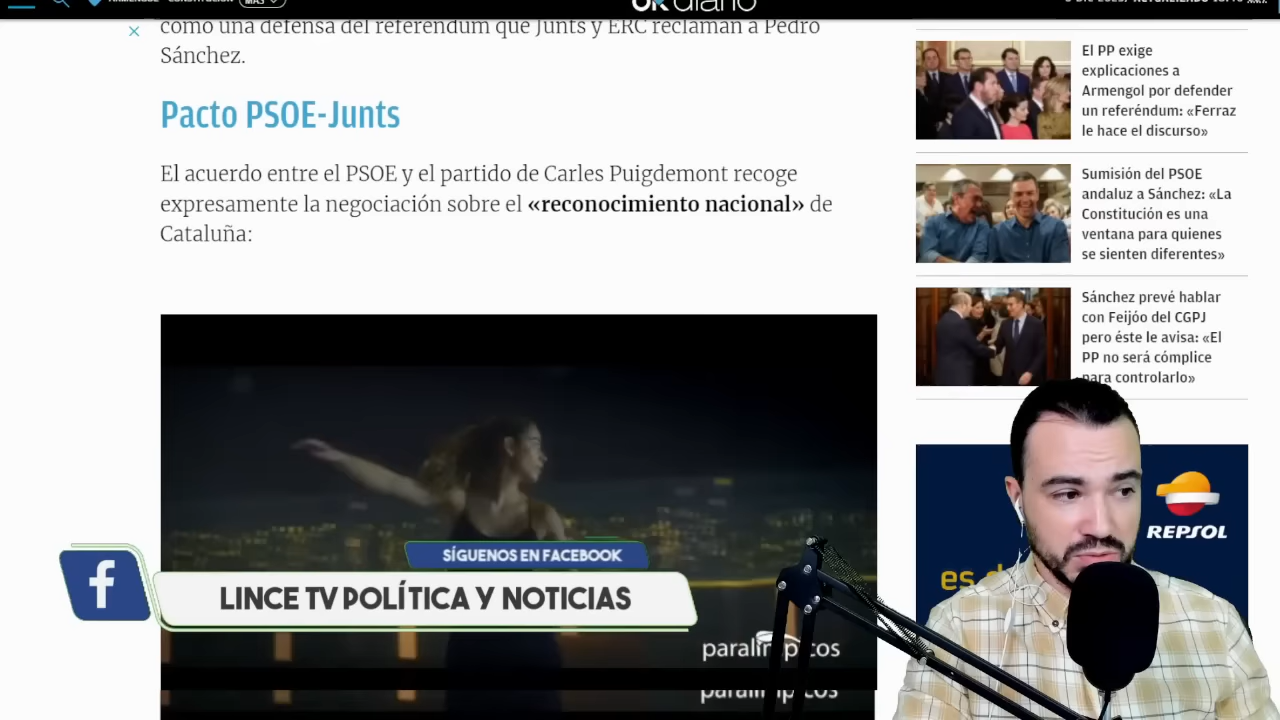 okdiario
como una defensa del referéndum que Junts y ERC reclaman a Pedro
Sánchez.
Pacto PSOE-Junts
El acuerdo entre el PSOE y el partido de Carles Puigdemont recoge
expresamente la negociación sobre el «reconocimiento nacional» de
Cataluña:
El PP exige
explicaciones a
Armengol por defender
un referéndum: «Ferraz
le hace el discurso»
Sumisión del PSOE
andaluz a Sánchez: «La
Constitución es una
ventana para quienes
se sienten diferentes»
Sánchez prevé hablar
con Feijóo del CGPJ
pero éste le avisa: «El
PP no será cómplice
para controlarlo»
REPSOL
es
SÍGUENOS EN FACEBOOK
f
LINCE TV POLÍTICA Y NOTICIAS
paralímpicos
paralímpicos